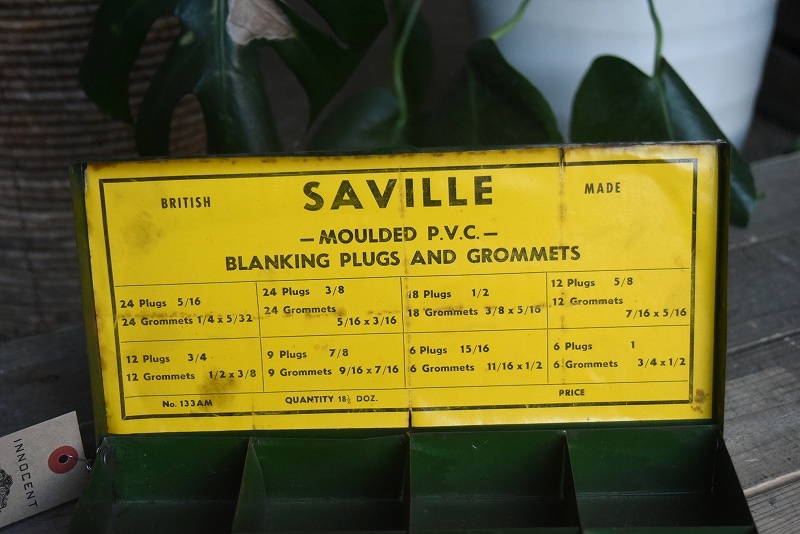 BRITISH SAVILLE MADE
—MOULDED P.V.C.—
BLANKING PLUGS AND GROMMETS
24 Plugs 5/16
24 Grommets 1/4 x 5/32
24 Plugs 3/8
24 Grommets
5/16 x 3/16
18 Plugs 1/2
18 Grommets 3/8 x 5/16
12 Plugs 5/8
12 Grommets
7/16 x 5/16
12 Plugs 3/4
12 Grommets 1/2 x 3/8
9 Plugs 7/8
9 Grommets 9/16 x 7/16
6 Plugs 15/16
6 Grommets 11/16 x 1/2
6 Plugs 1
6 Grommets 3/4 x 1/2
No. 133AM QUANTITY 18½ DOZ. PRICE
INNOCENT